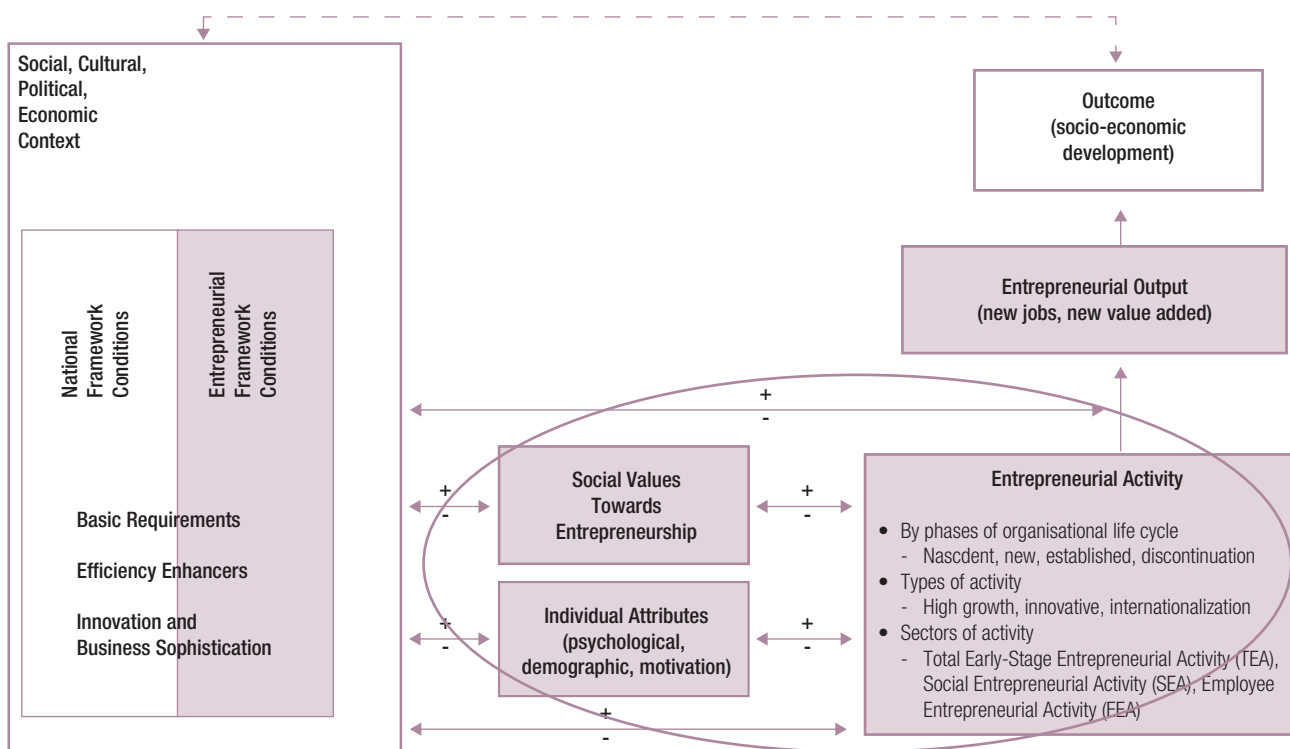 Social, Cultural,
Political,
Economic
Context
National
Framework
Conditions
Entrepreneurial
Framework
Conditions
Basic Requirements
Efficiency Enhancers
Innovation and
Business Sophistication
Outcome
(socio-economic
development)
Entrepreneurial Output
(new jobs, new value added)
+
-
+
-
Social Values
Towards
Entrepreneurship
+
-
+
-
Individual Attributes
(psychological,
demographic, motivation)
+
-
+
-
Entrepreneurial Activity
• By phases of organisational life cycle
- Nascdent, new, established, discontinuation
• Types of activity
- High growth, innovative, internationalization
• Sectors of activity
- Total Early-Stage Entrepreneurial Activity (TEA),
Social Entrepreneurial Activity (SEA), Employee
Entrepreneurial Activity (EEA)